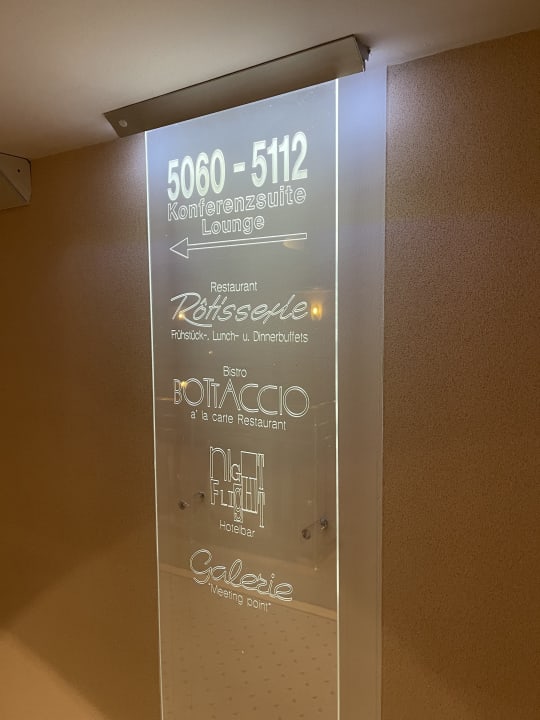 5060 - 5112
Konferenzsuite
Lounge
Restaurant
Rôtisserie
Frühstück-, Lunch- u. Dinnerbuffets
Bistro
BOTTACCIO
a' la carte Restaurant
NIGHT
FLIGHT
Hotelbar
Galerie
"Meeting point"